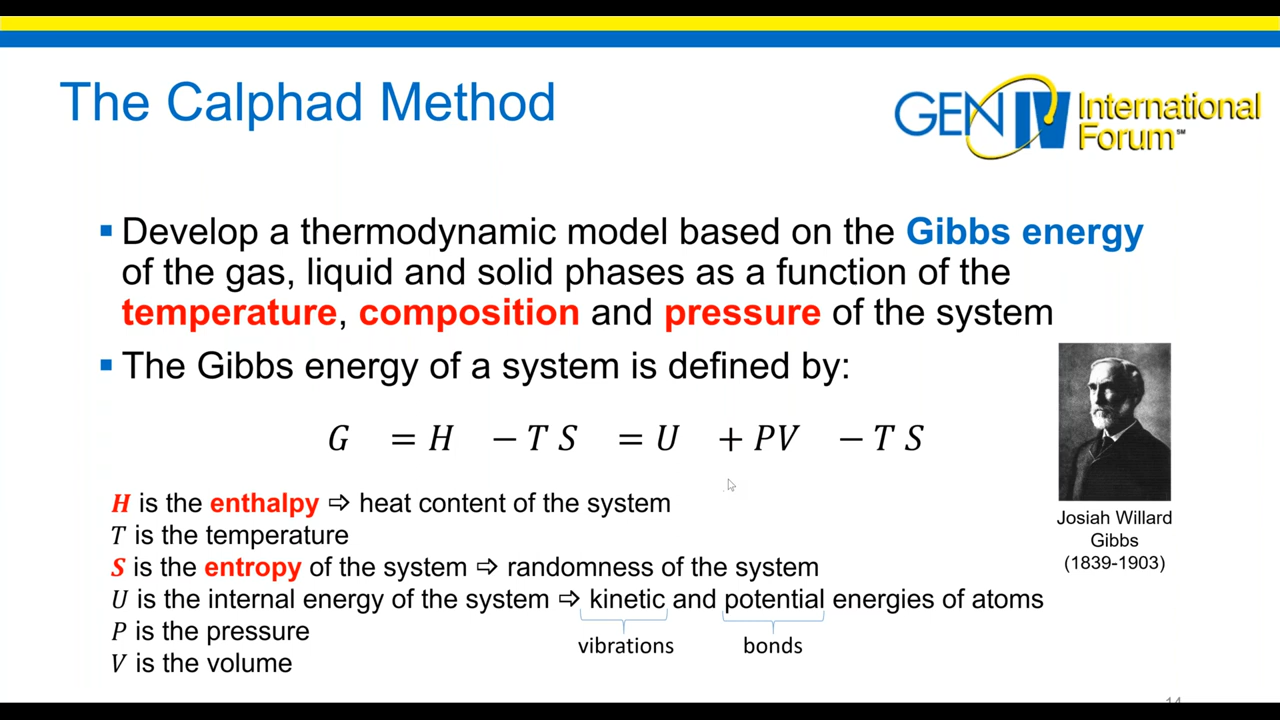 The Calphad Method
GEN IV International
Forum℠
▪ Develop a thermodynamic model based on the Gibbs energy
of the gas, liquid and solid phases as a function of the
temperature, composition and pressure of the system
▪ The Gibbs energy of a system is defined by:
G = H − T S = U + PV − T S
H is the enthalpy ⇨ heat content of the system
T is the temperature
S is the entropy of the system ⇨ randomness of the system
U is the internal energy of the system ⇨ kinetic and potential energies of atoms
vibrations bonds
P is the pressure
V is the volume
Josiah Willard
Gibbs
(1839-1903)